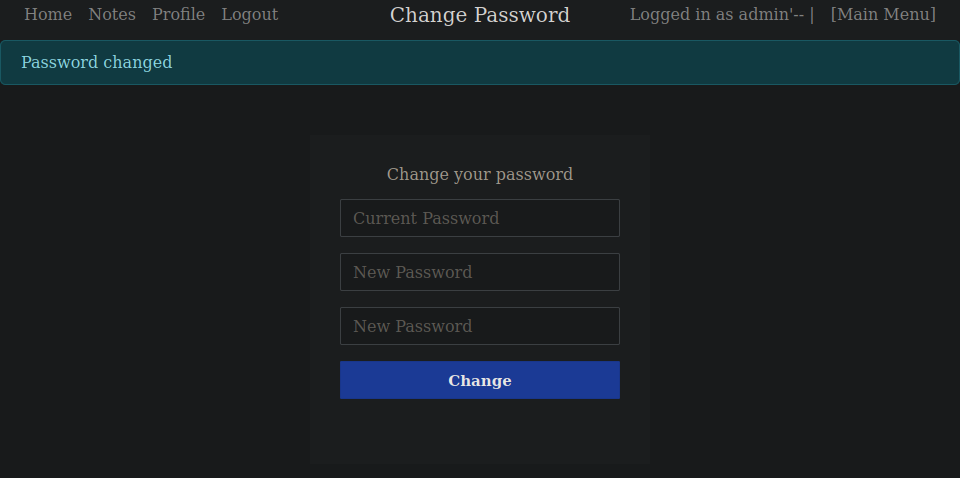 Home Notes Profile Logout Change Password Logged in as admin'-- | [Main Menu]
Password changed
Change your password
Current Password
New Password
New Password
Change